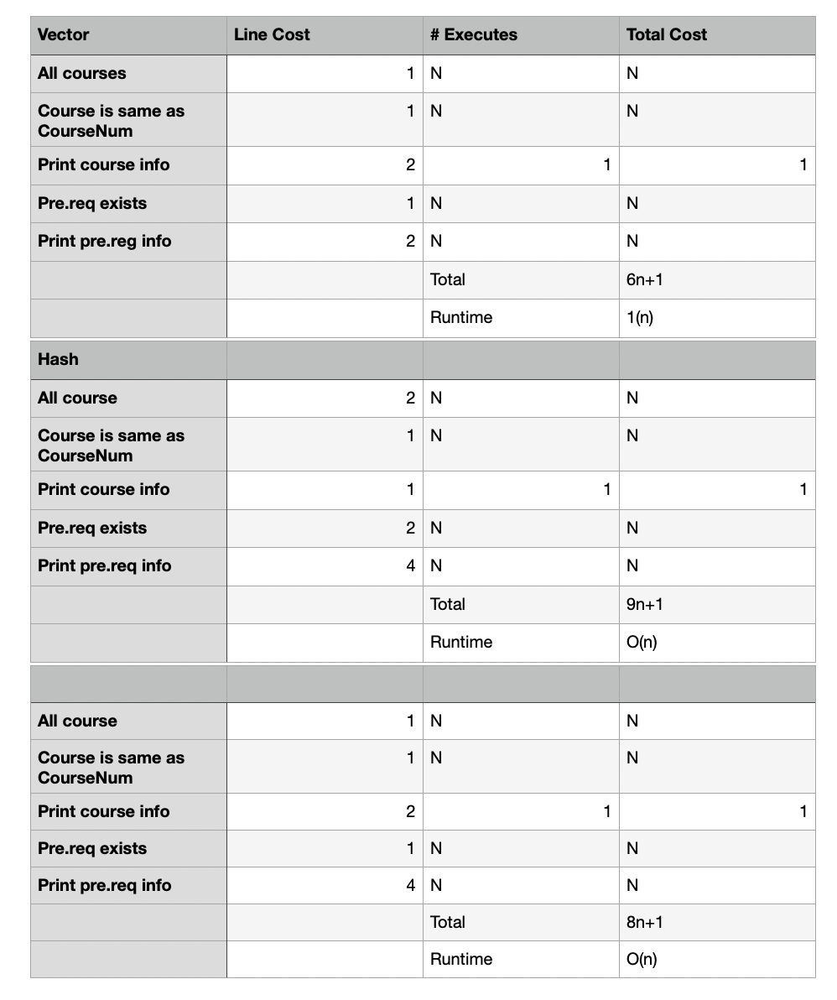 Vector Line Cost # Executes Total Cost
All courses 1 N N
Course is same as
CourseNum 1 N N
Print course info 2 1 1
Pre.req exists 1 N N
Print pre.reg info 2 N N
Total 6n+1
Runtime 1(n)
Hash
All course 2 N N
Course is same as
CourseNum 1 N N
Print course info 1 1 1
Pre.req exists 2 N N
Print pre.req info 4 N N
Total 9n+1
Runtime O(n)
All course 1 N N
Course is same as
CourseNum 1 N N
Print course info 2 1 1
Pre.req exists 1 N N
Print pre.req info 4 N N
Total 8n+1
Runtime O(n)